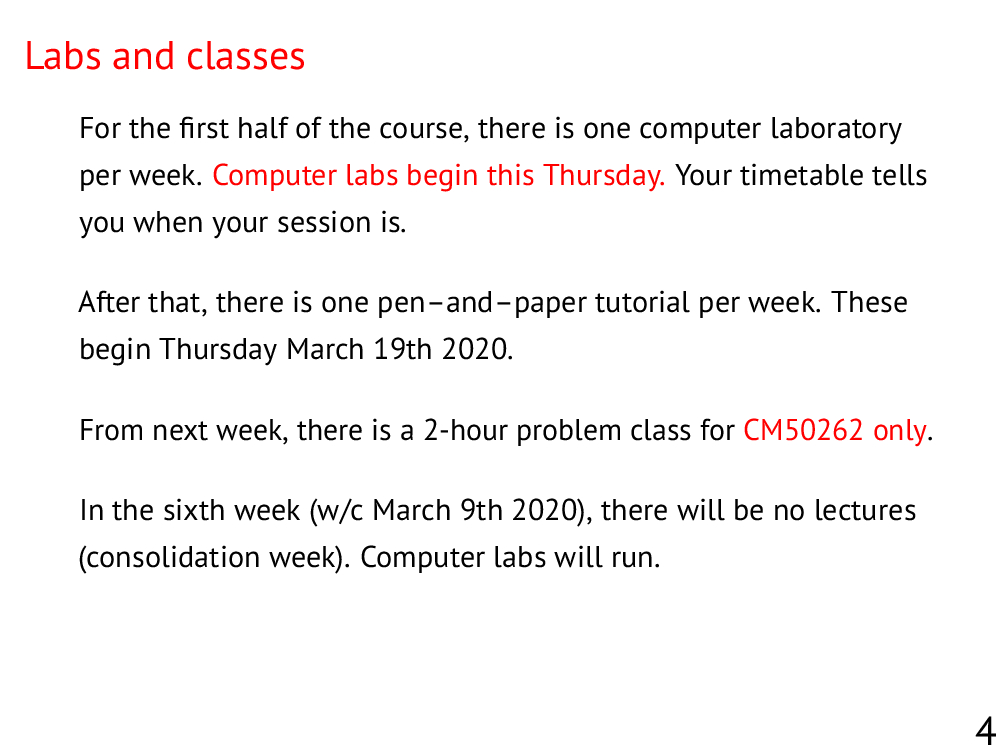 Labs and classes
For the first half of the course, there is one computer laboratory
per week. Computer labs begin this Thursday. Your timetable tells
you when your session is.
After that, there is one pen–and–paper tutorial per week. These
begin Thursday March 19th 2020.
From next week, there is a 2-hour problem class for CM50262 only.
In the sixth week (w/c March 9th 2020), there will be no lectures
(consolidation week). Computer labs will run.
4